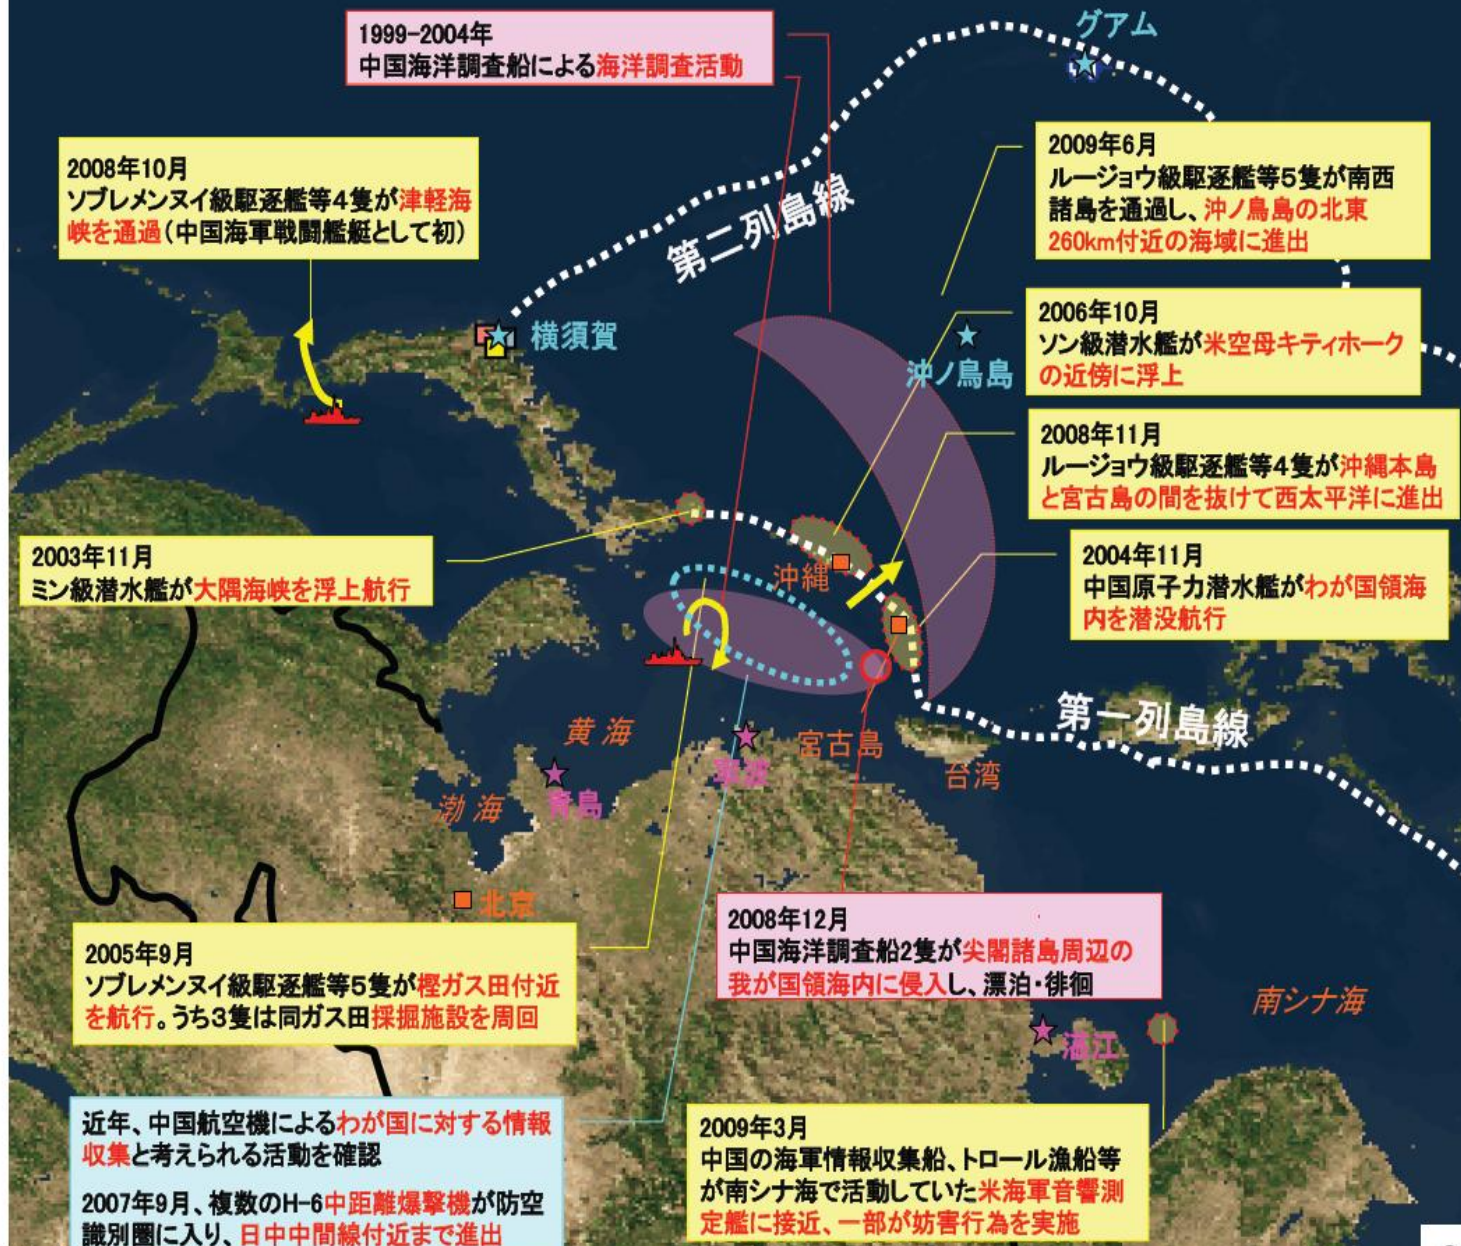 1999-2004年
中国海洋調査船による海洋調査活動
グアム
2008年10月
ソブレメンヌイ級駆逐艦等4隻が津軽海
峡を通過(中国海軍戦闘艦艇として初)
2009年6月
ルージョウ級駆逐艦等5隻が南西
諸島を通過し、沖ノ鳥島の北東
260km付近の海域に進出
第二列島線
横須賀
沖ノ鳥島
2006年10月
ソン級潜水艦が米空母キティホーク
の近傍に浮上
2008年11月
ルージョウ級駆逐艦等4隻が沖縄本島
と宮古島の間を抜けて西太平洋に進出
2003年11月
ミン級潜水艦が大隅海峡を浮上航行
沖縄
2004年11月
中国原子力潜水艦がわが国領海
内を潜没航行
第一列島線
黄海
宮古島
台湾
寧波
青島
渤海
北京
2005年9月
ソブレメンヌイ級駆逐艦等5隻が樫ガス田付近
を航行。うち3隻は同ガス田採掘施設を周回
2008年12月
中国海洋調査船2隻が尖閣諸島周辺の
我が国領海内に侵入し、漂泊・徘徊
南シナ海
湛江
近年、中国航空機によるわが国に対する情報
収集と考えられる活動を確認
2007年9月、複数のH-6中距離爆撃機が防空
識別圏に入り、日中中間線付近まで進出
2009年3月
中国の海軍情報収集船、トロール漁船等
が南シナ海で活動していた米海軍音響測
定艦に接近、一部が妨害行為を実施